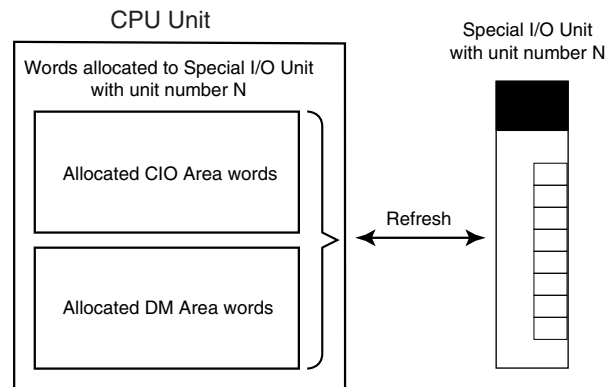 CPU Unit
Words allocated to Special I/O Unit
with unit number N
Allocated CIO Area words
Allocated DM Area words
Refresh
Special I/O Unit
with unit number N